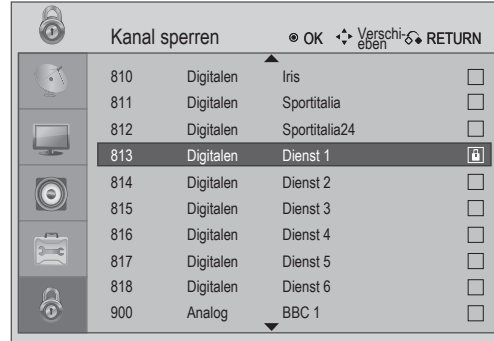 Kanal sperren OK Verschi-
eben RETURN
810 Digitalen Iris
811 Digitalen Sportitalia
812 Digitalen Sportitalia24
813 Digitalen Dienst 1
814 Digitalen Dienst 2
815 Digitalen Dienst 3
816 Digitalen Dienst 4
817 Digitalen Dienst 5
818 Digitalen Dienst 6
900 Analog BBC 1